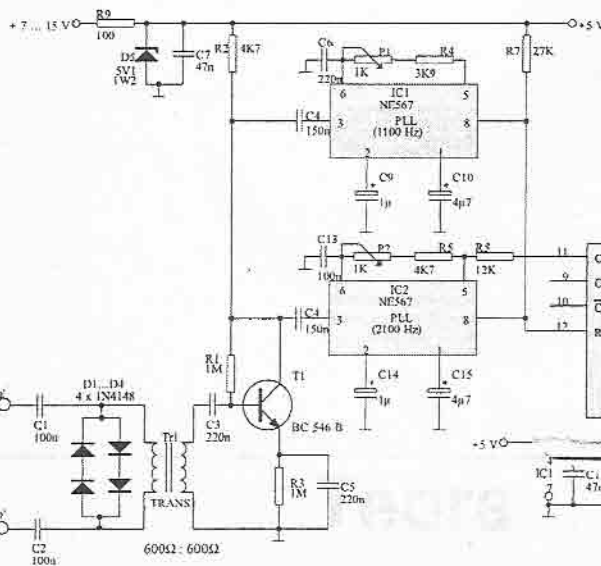 + 7 ... 15 V
R9
100
D5
5V1
1W2
C7
47n
R2
4K7
C6
220n
P1
1K
R4
3K9
R7
27K
+5 V
6
IC1
NE567
5
C4
150n
3
PLL
(1100 Hz)
8
2
1
C9
+
1µ
C10
+
4µ7
C13
100n
P2
1K
R5
4K7
R5
12K
11
9
10
12
6
IC2
NE567
5
C4
150n
3
PLL
(2100 Hz)
8
2
1
C14
+
1µ
C15
+
4µ7
R1
1M
T1
BC 546 B
D1...D4
4 x 1N4148
C1
100n
C3
220n
Tr1
TRANS
R3
1M
C5
220n
C2
100n
600Ω : 600Ω
+5 V
4
IC1
7
47